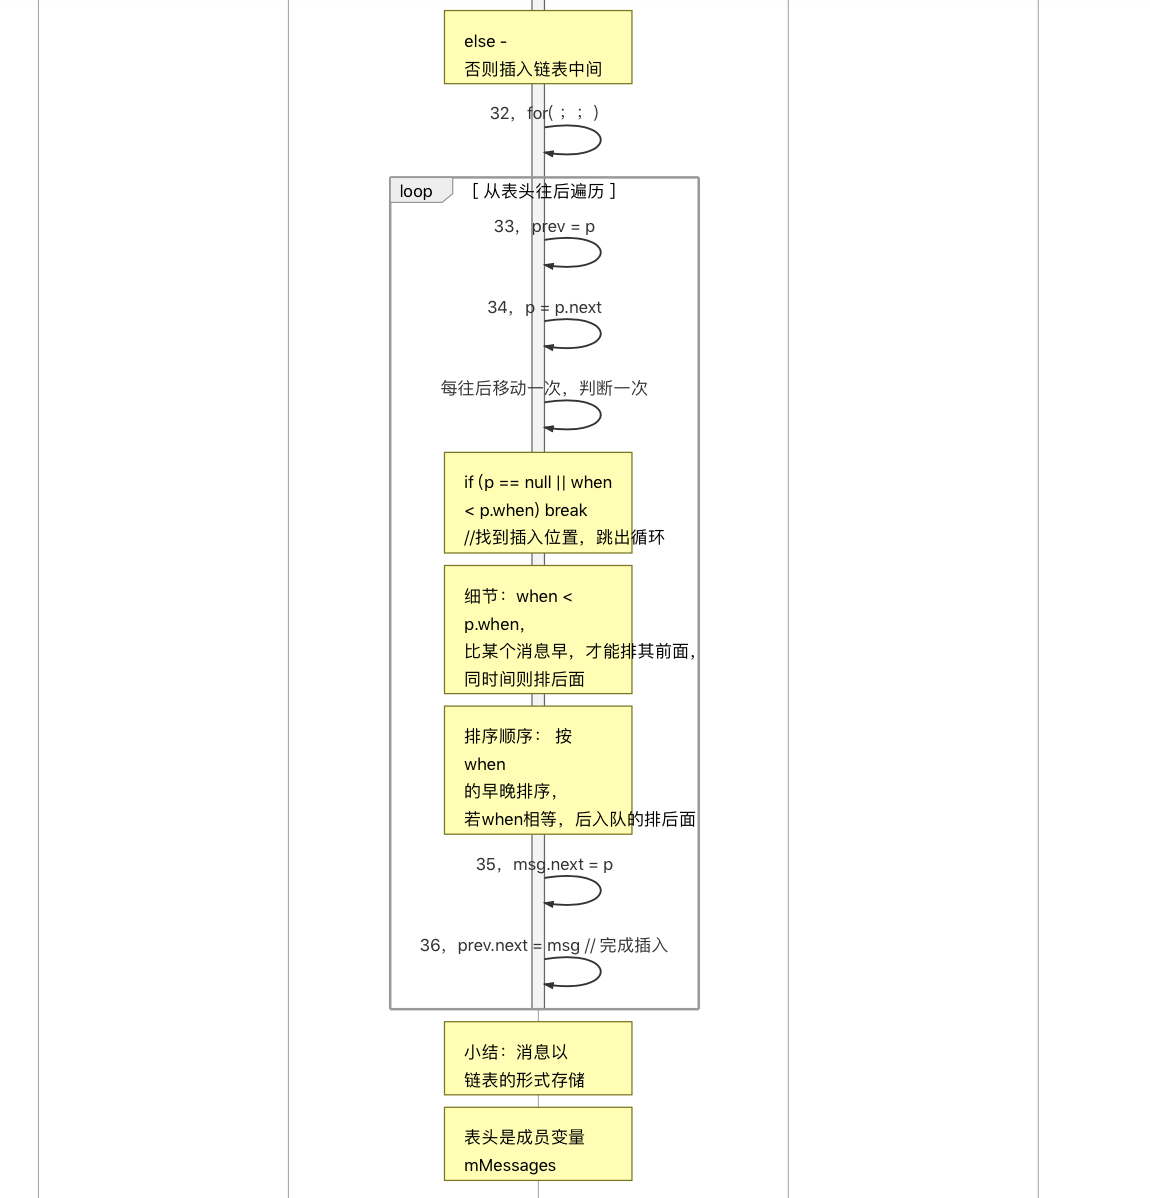 else -
否则插入链表中间
32，for(；；)
loop
[ 从表头往后遍历 ]
33，prev = p
34，p = p.next
每往后移动一次，判断一次
if (p == null || when
< p.when) break
//找到插入位置，跳出循环
细节：when <
p.when，
比某个消息早，才能排其前面，
同时间则排后面
排序顺序： 按
when
的早晚排序，
若when相等，后入队的排后面
35，msg.next = p
36，prev.next = msg // 完成插入
小结：消息以
链表的形式存储
表头是成员变量
mMessages